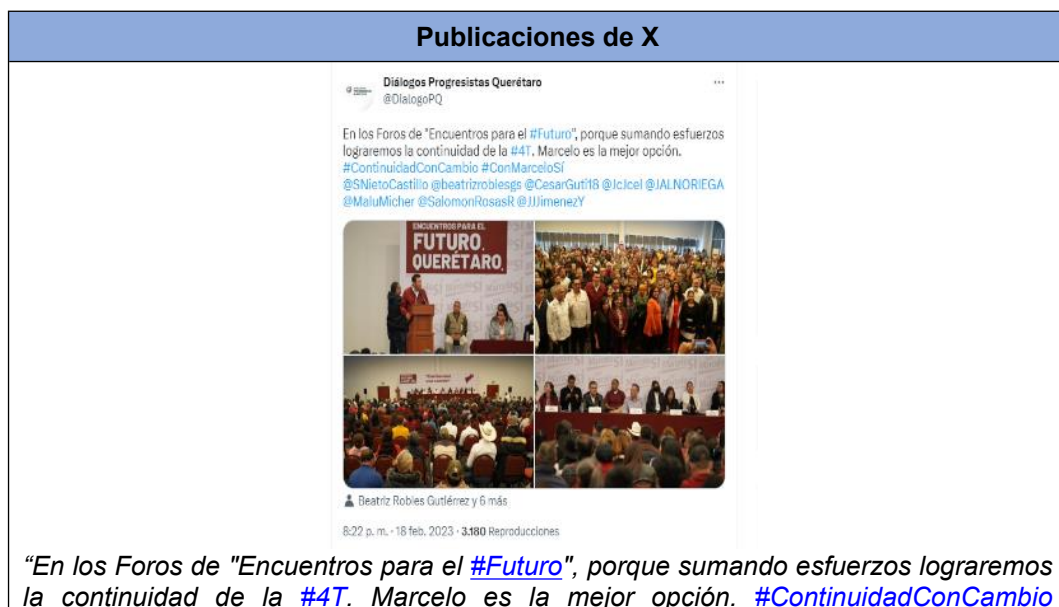 Publicaciones de X
Diálogos Progresistas Querétaro
@DialogoPQ
En los Foros de "Encuentros para el #Futuro", porque sumando esfuerzos
lograremos la continuidad de la #4T. Marcelo es la mejor opción.
#ContinuidadConCambio #ConMarceloSí
@SNietoCastillo @beatrizroblesgs @CesarGuti18 @JcJcel @JALNORIEGA
@MaluMicher @SalomonRosasR @JJJimenezY
ENCUENTROS PARA EL
FUTURO.
QUERÉTARO.
Beatriz Robles Gutiérrez y 6 más
8:22 p. m. · 18 feb. 2023 · 3.180 Reproducciones
“En los Foros de "Encuentros para el #Futuro", porque sumando esfuerzos lograremos
la continuidad de la #4T. Marcelo es la mejor opción. #ContinuidadConCambio